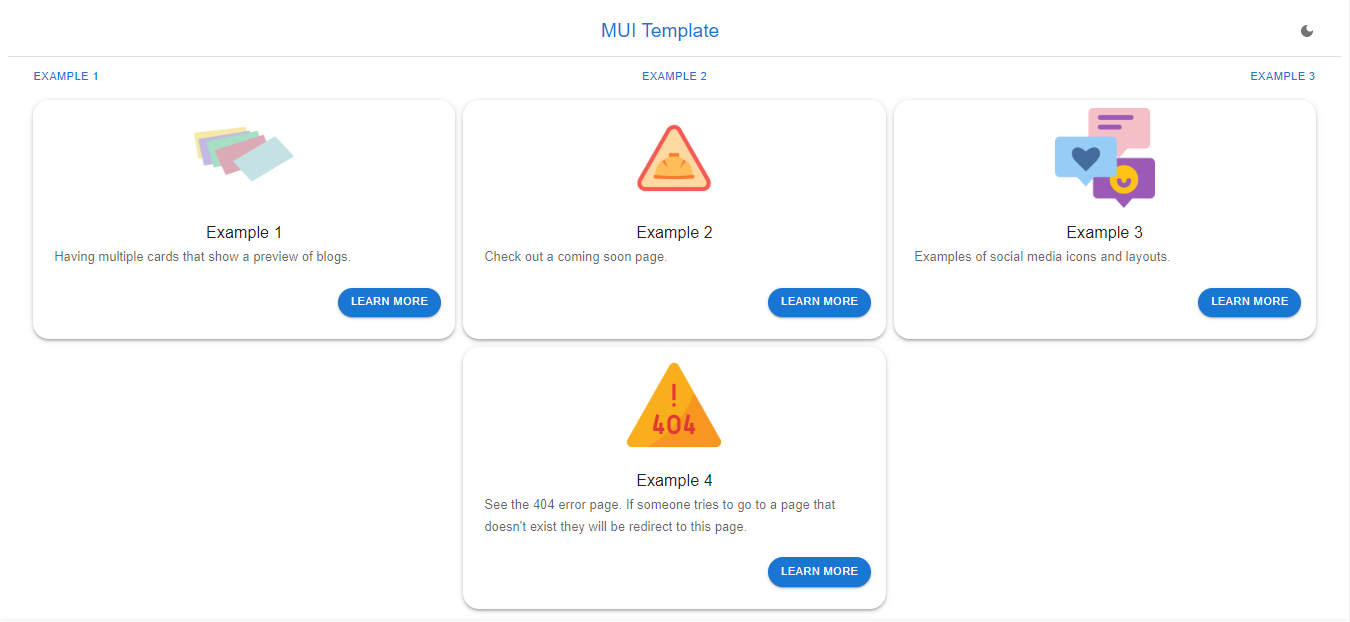 MUI Template
EXAMPLE 1
EXAMPLE 2
EXAMPLE 3
Example 1
Having multiple cards that show a preview of blogs.
LEARN MORE
Example 2
Check out a coming soon page.
LEARN MORE
Example 3
Examples of social media icons and layouts.
LEARN MORE
!
404
Example 4
See the 404 error page. If someone tries to go to a page that
doesn't exist they will be redirect to this page.
LEARN MORE